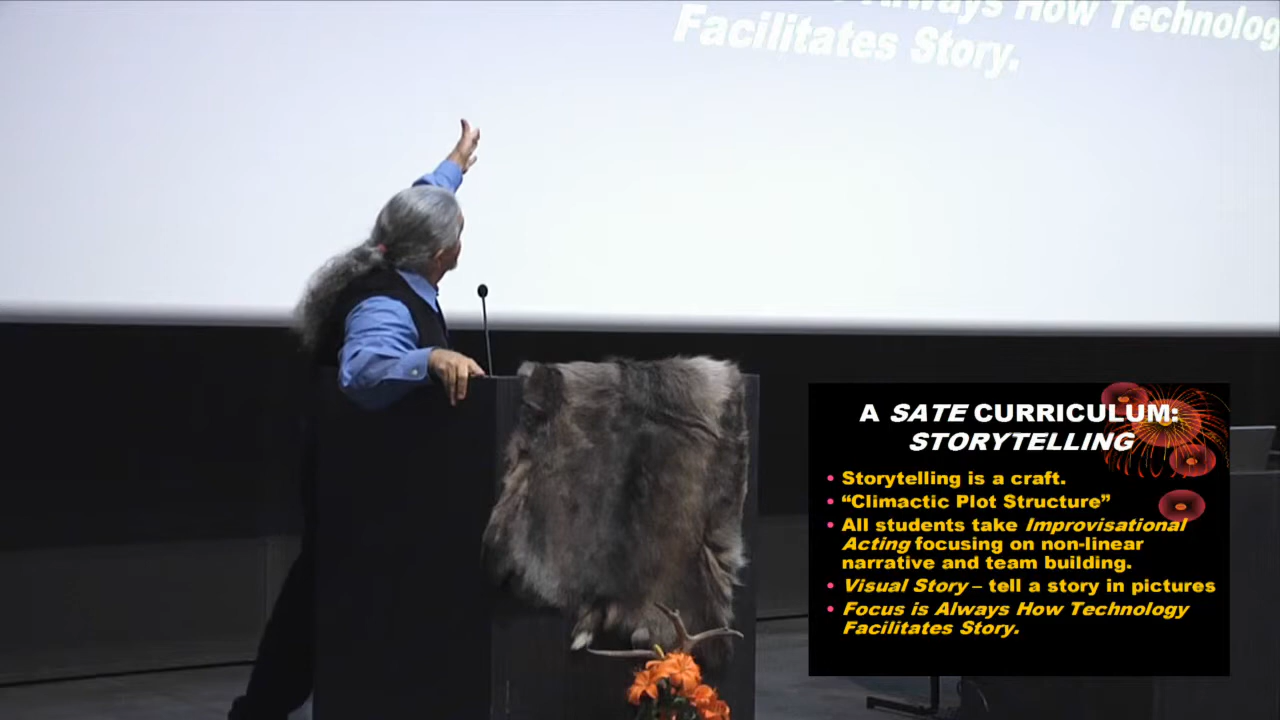 Always How Technolog
Facilitates Story.
A SATE CURRICULUM:
STORYTELLING
• Storytelling is a craft.
• “Climactic Plot Structure”
• All students take Improvisational
Acting focusing on non-linear
narrative and team building.
• Visual Story – tell a story in pictures
• Focus is Always How Technology
Facilitates Story.